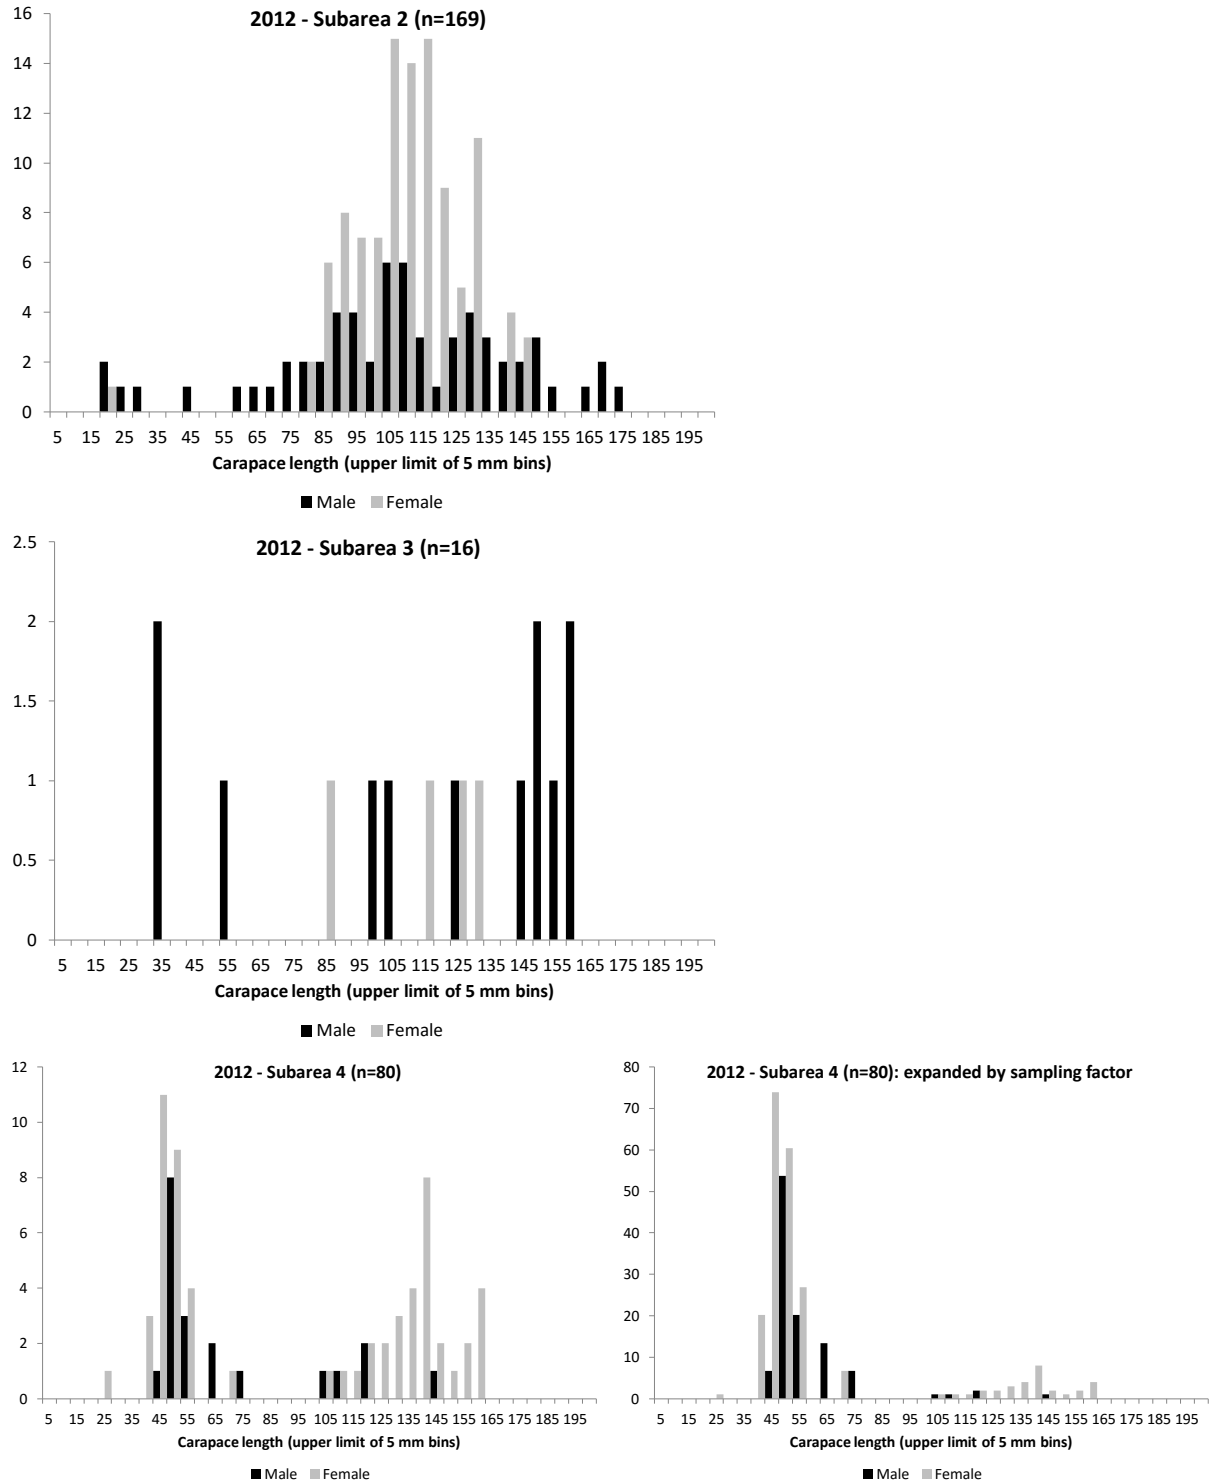 2012 - Subarea 2 (n=169)
16
14
12
10
8
6
4
2
0
5 15 25 35 45 55 65 75 85 95 105 115 125 135 145 155 165 175 185 195
Carapace length (upper limit of 5 mm bins)
Male Female
2012 - Subarea 3 (n=16)
2.5
2
1.5
1
0.5
0
5 15 25 35 45 55 65 75 85 95 105 115 125 135 145 155 165 175 185 195
Carapace length (upper limit of 5 mm bins)
Male Female
2012 - Subarea 4 (n=80)
12
10
8
6
4
2
0
5 15 25 35 45 55 65 75 85 95 105 115 125 135 145 155 165 175 185 195
Carapace length (upper limit of 5 mm bins)
Male Female
2012 - Subarea 4 (n=80): expanded by sampling factor
80
70
60
50
40
30
20
10
0
5 15 25 35 45 55 65 75 85 95 105 115 125 135 145 155 165 175 185 195
Carapace length (upper limit of 5 mm bins)
Male Female